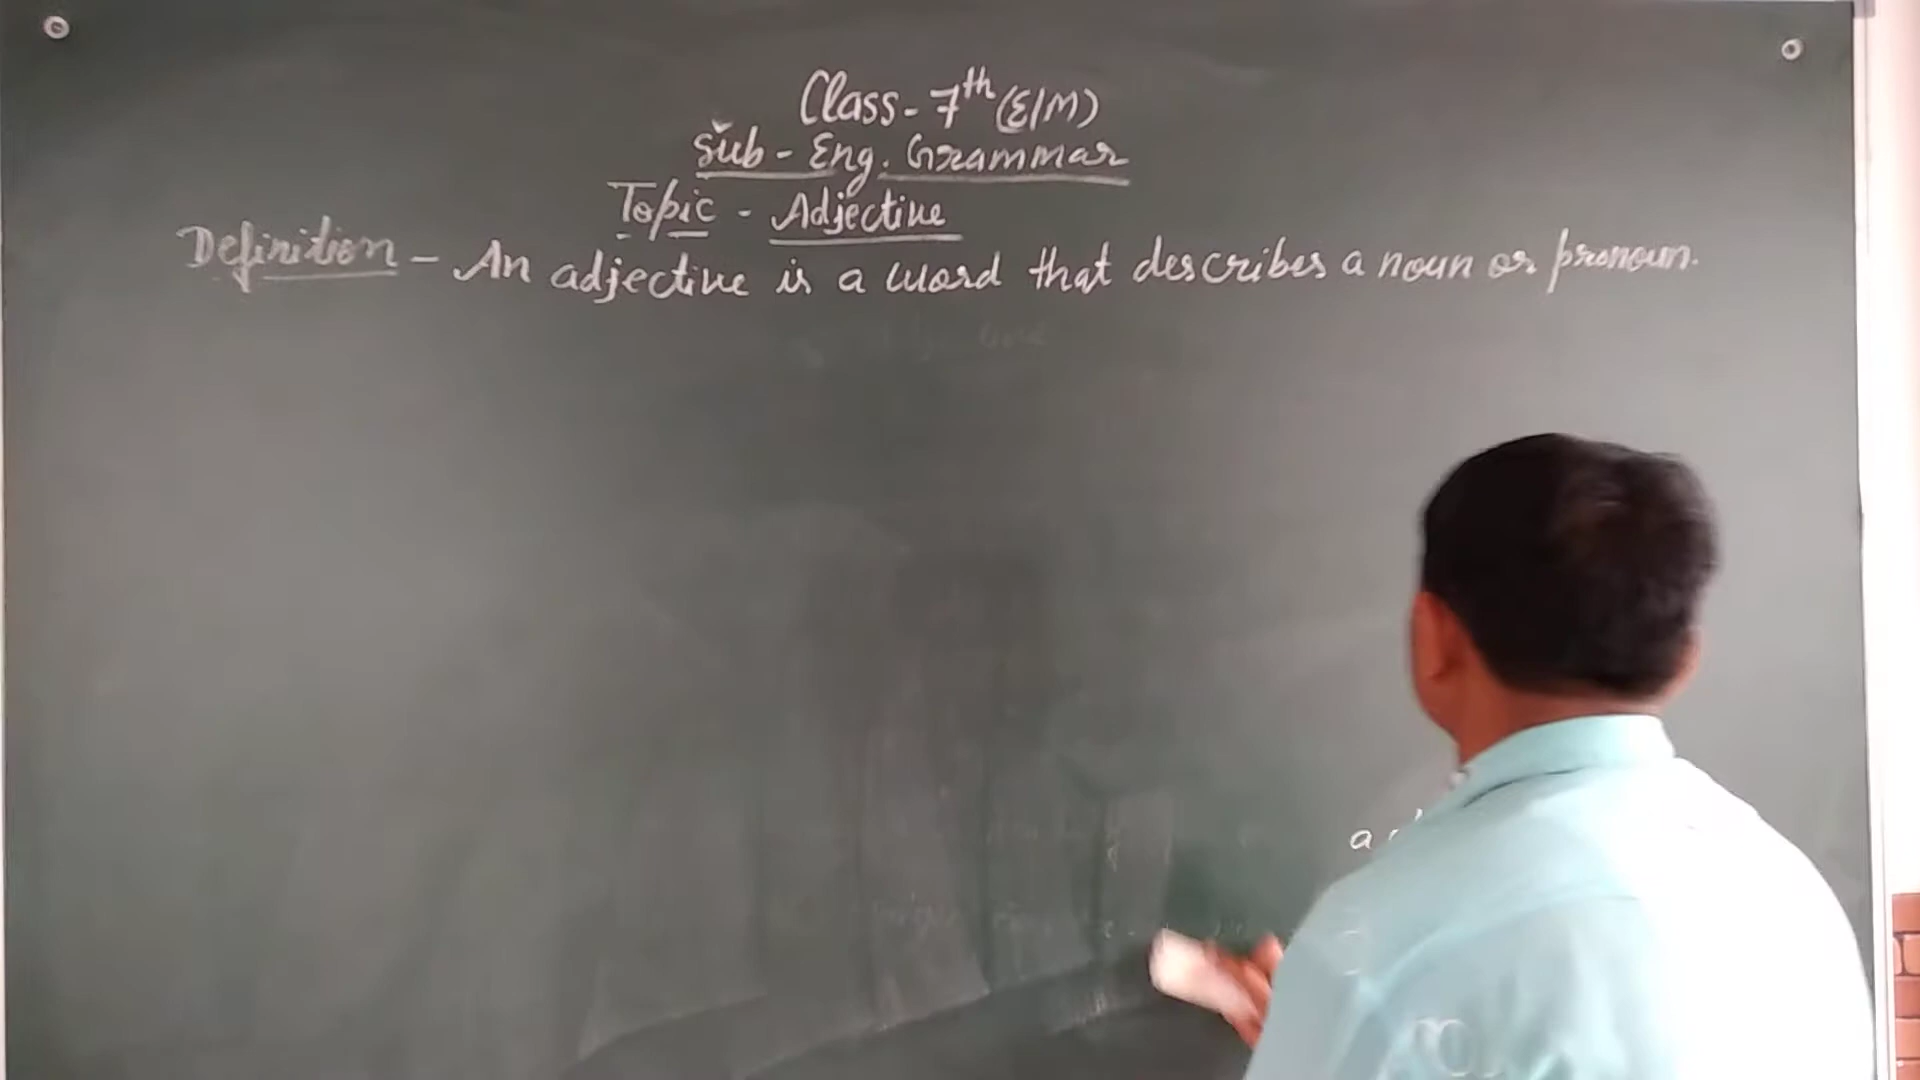 Class - 7th (E/M)
Sub - Eng. Grammar
Topic - Adjective
Definition - An adjective is a word that describes a noun or pronoun.
a